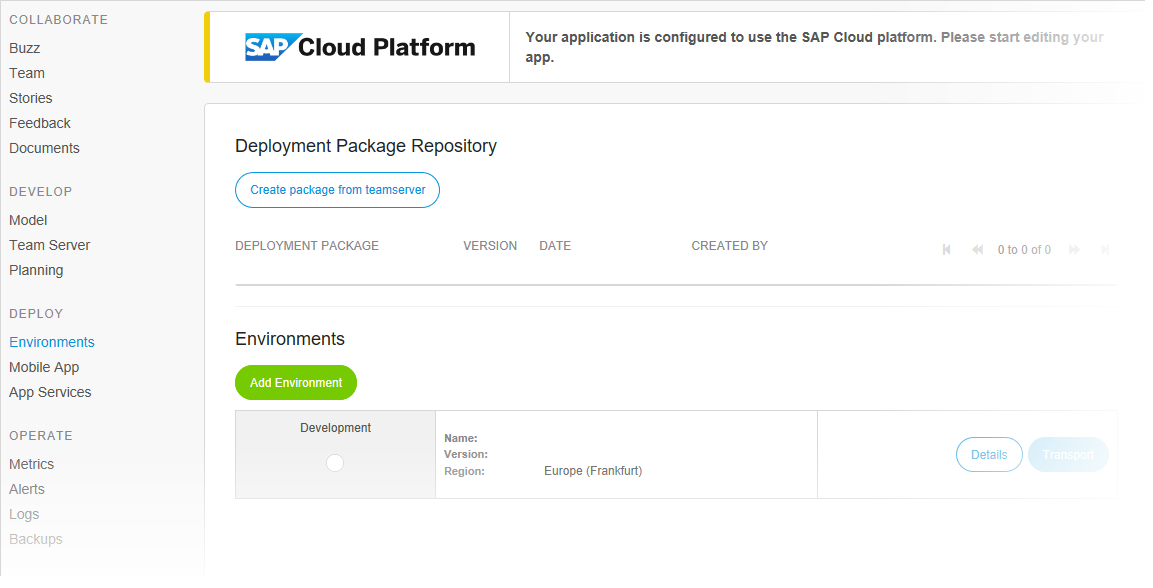 COLLABORATE
Buzz
Team
Stories
Feedback
Documents
DEVELOP
Model
Team Server
Planning
DEPLOY
Environments
Mobile App
App Services
OPERATE
Metrics
Alerts
Logs
Backups
SAP Cloud Platform
Your application is configured to use the SAP Cloud platform. Please start editing your
app.
Deployment Package Repository
Create package from teamserver
DEPLOYMENT PACKAGE VERSION DATE CREATED BY 0 to 0 of 0
Environments
Add Environment
Development
Name:
Version:
Region: Europe (Frankfurt)
Details Transport